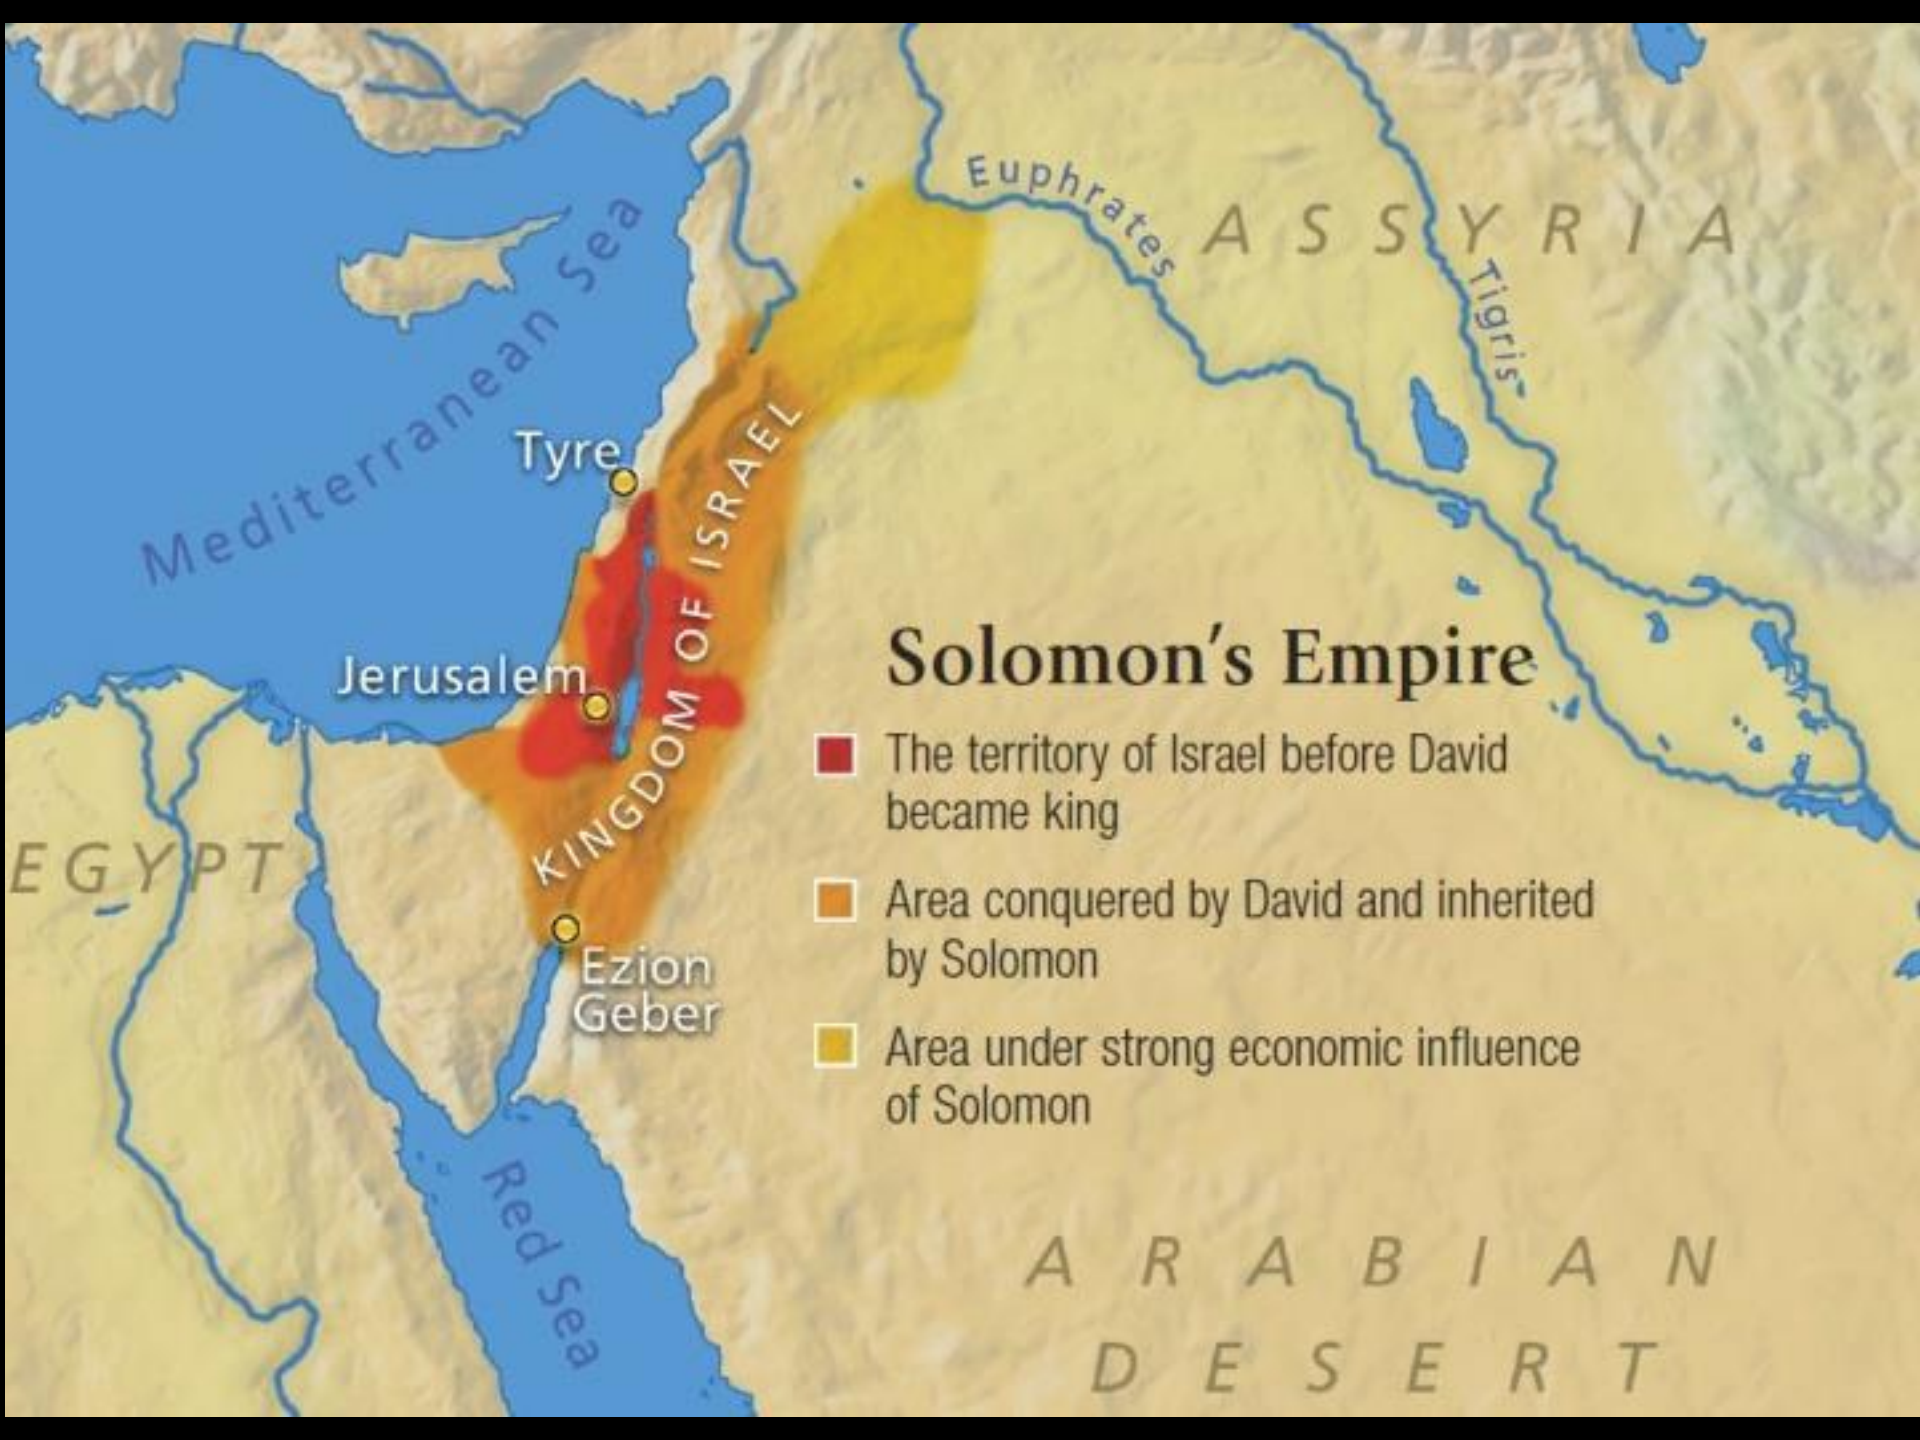 Euphrates
ASSYRIA
Tigris
Mediterranean Sea
Tyre
KINGDOM OF ISRAEL
Jerusalem
Solomon's Empire
The territory of Israel before David
became king
EGYPT
Area conquered by David and inherited
by Solomon
Ezion
Geber
Area under strong economic influence
of Solomon
Red Sea
ARABIAN
DESERT